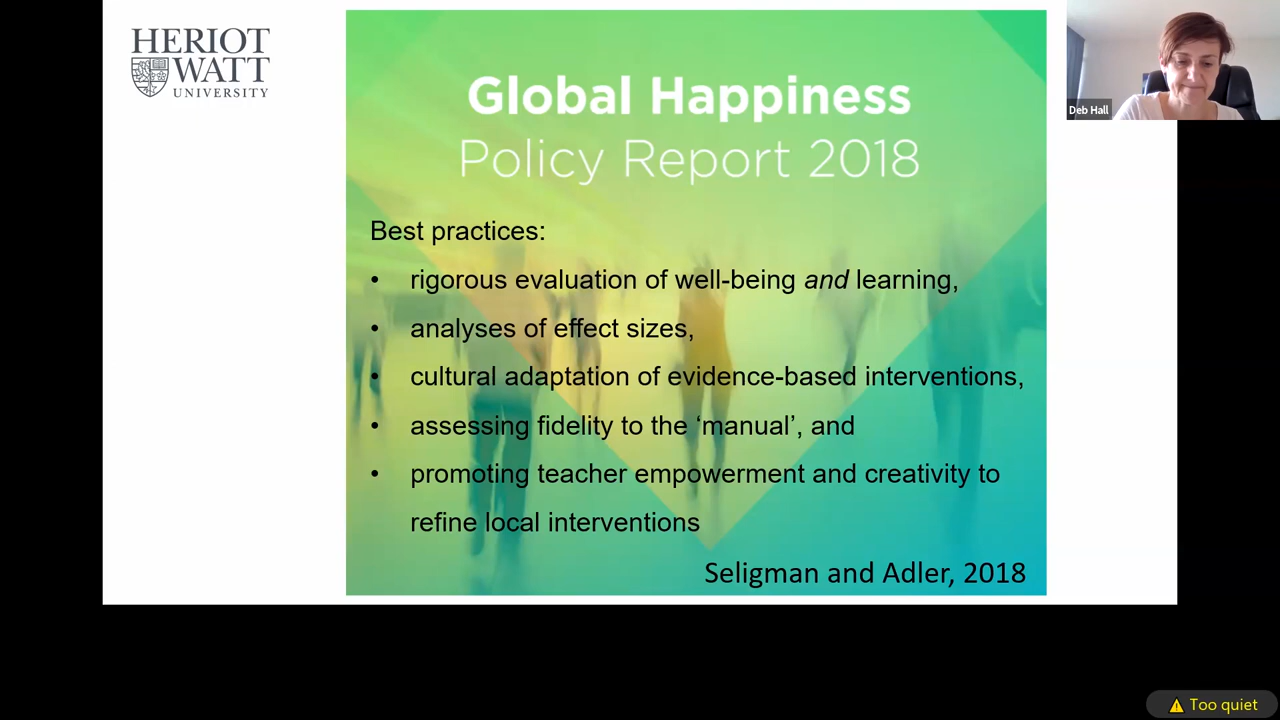 HERIOT
WATT
UNIVERSITY
Global Happiness
Policy Report 2018
Best practices:
• rigorous evaluation of well-being and learning,
• analyses of effect sizes,
• cultural adaptation of evidence-based interventions,
• assessing fidelity to the ‘manual’, and
• promoting teacher empowerment and creativity to
refine local interventions
Seligman and Adler, 2018
Deb Hall
Too quiet